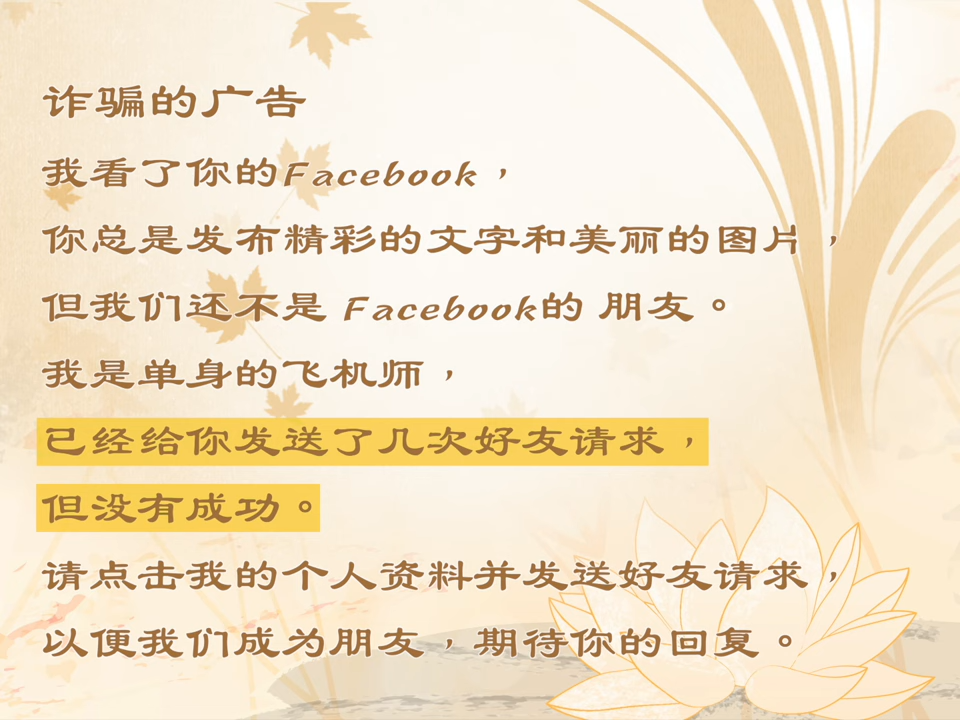 诈骗的广告
我看了你的Facebook，
你总是发布精彩的文字和美丽的图片，
但我们还不是 Facebook的 朋友。
我是单身的飞机师，
已经给你发送了几次好友请求，
但没有成功。
请点击我的个人资料并发送好友请求，
以便我们成为朋友，期待你的回复。